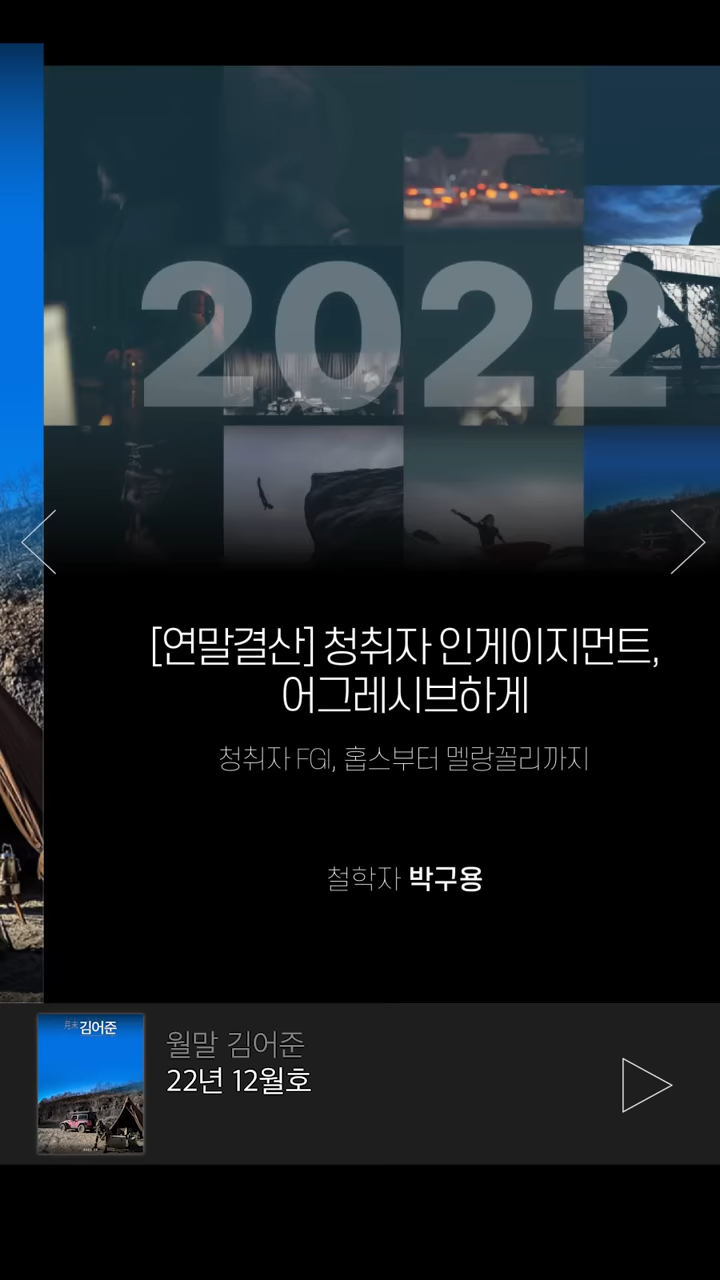 2022
[연말결산] 청취자 인게이지먼트,
어그레시브하게
청취자 FGI, 홉스부터 멜랑꼴리까지
철학자 박구용
月末 김어준
월말 김어준
22년 12월호